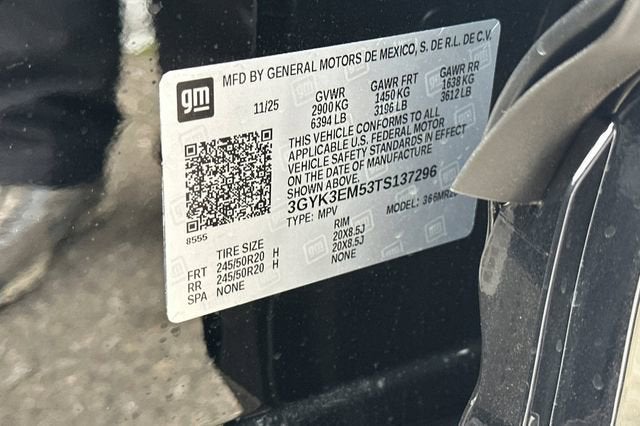 gm
MFD BY GENERAL MOTORS DE MEXICO, S. DE R.L. DE C.V.
11/25 GVWR GAWR FRT GAWR RR
2900 KG 1450 KG 1638 KG
6394 LB 3196 LB 3612 LB
THIS VEHICLE CONFORMS TO ALL
APPLICABLE U.S. FEDERAL MOTOR
VEHICLE SAFETY STANDARDS IN EFFECT
ON THE DATE OF MANUFACTURE
SHOWN ABOVE.
3GYK3EM53TS137296
TYPE: MPV MODEL:
8555
TIRE SIZE RIM
FRT 245/50R20 H 20X8.5J
RR 245/50R20 H 20X8.5J
SPA NONE NONE